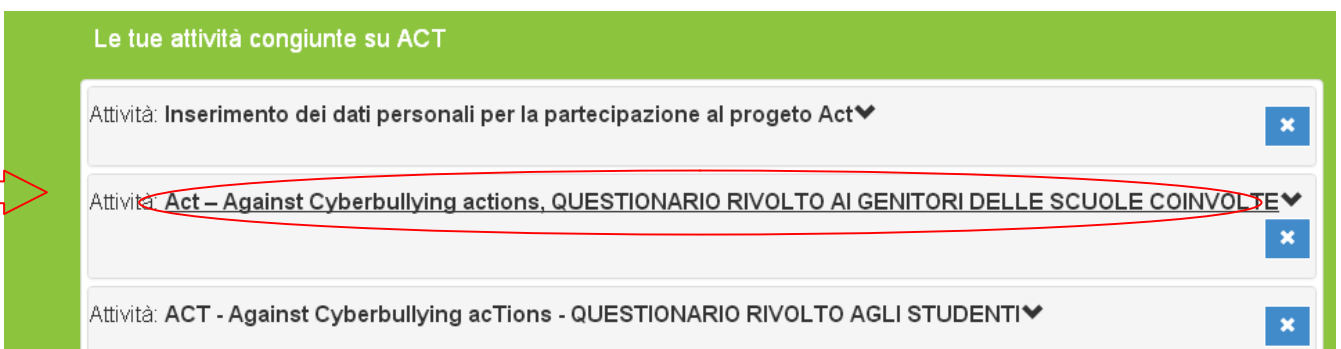 Le tue attività congiunte su ACT
Attività: Inserimento dei dati personali per la partecipazione al progeto Act
Attività: Act – Against Cyberbullying actions, QUESTIONARIO RIVOLTO AI GENITORI DELLE SCUOLE COINVOLTE
Attività: ACT - Against Cyberbullying acTions - QUESTIONARIO RIVOLTO AGLI STUDENTI